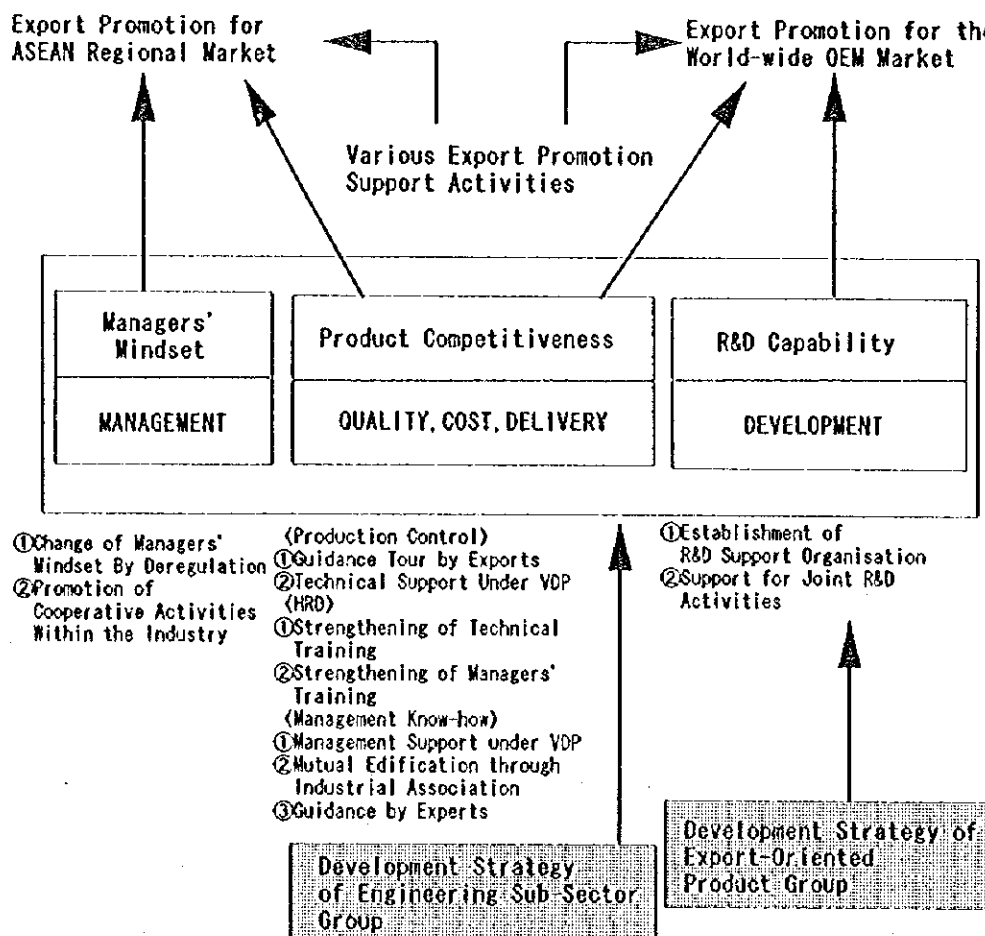 Export Promotion for
ASEAN Regional Market
Export Promotion for the
World-wide OEM Market
Various Export Promotion
Support Activities
Managers'
Mindset
MANAGEMENT
Product Competitiveness
QUALITY, COST, DELIVERY
R&D Capability
DEVELOPMENT
①Change of Managers'
Mindset By Deregulation
②Promotion of
Cooperative Activities
Within the Industry
(Production Control)
①Guidance Tour by Exports
②Technical Support Under VDP
(HRD)
①Strengthening of Technical
Training
②Strengthening of Managers'
Training
(Management Know-how)
①Management Support under VDP
②Mutual Edification through
Industrial Association
③Guidance by Experts
①Establishment of
R&D Support Organisation
②Support for Joint R&D
Activities
Development Strategy
of Engineering Sub-Sector
Group
Development Strategy of
Export-Oriented
Product Group